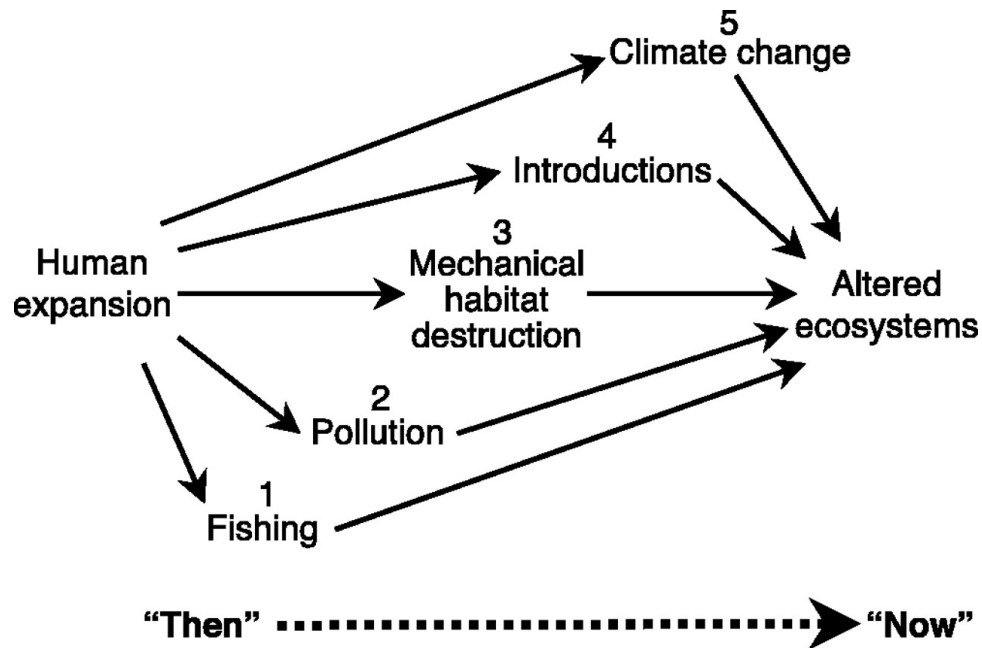 5
Climate change
4
Introductions
3
Mechanical
habitat
destruction
Human
expansion
Altered
ecosystems
2
Pollution
1
Fishing
“Then”
“Now”